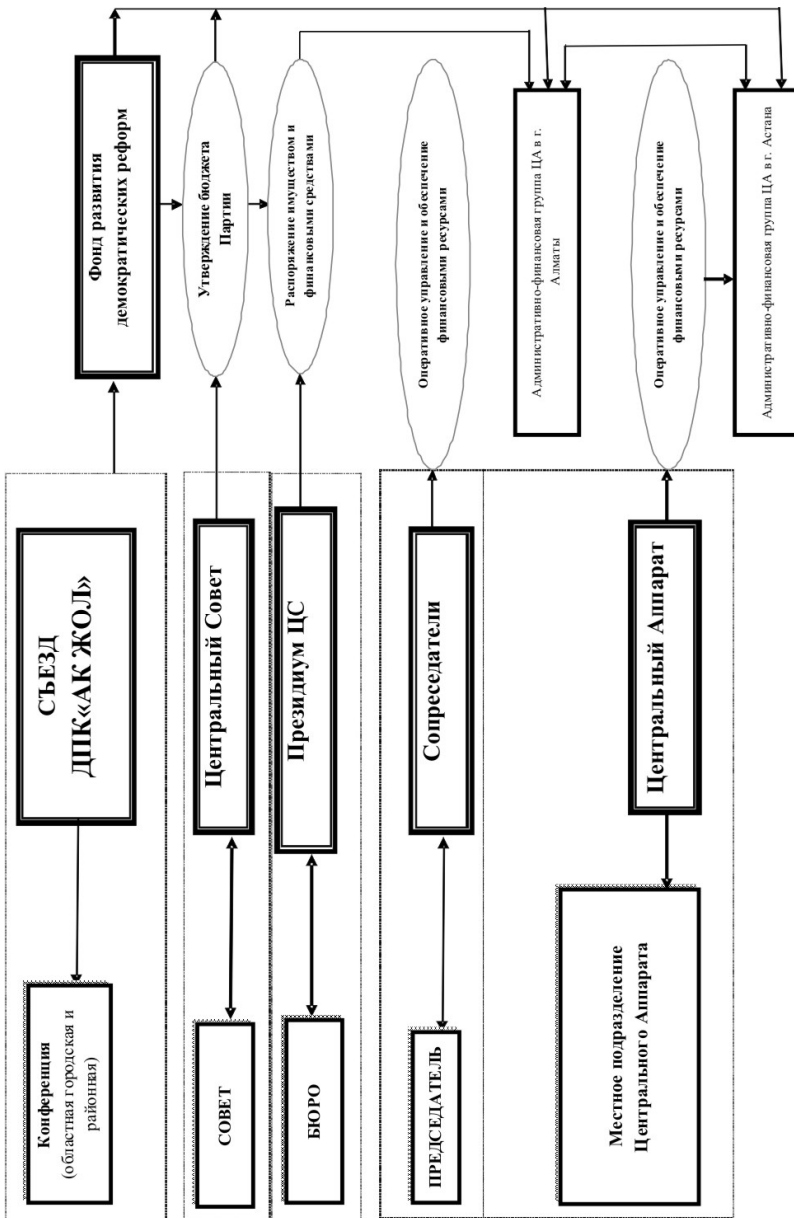 Конференция
(областная городская и
районная)
СЪЕЗД
ДПК«АК ЖОЛ»
Фонд развития
демократических реформ
СОВЕТ
Центральный Совет
Утверждение бюджета
Партии
БЮРО
Президиум ЦС
Распоряжение имуществом и
финансовыми средствами
ПРЕДСЕДАТЕЛЬ
Сопреседатели
Оперативное управление и обеспечение
финансовыми ресурсами
Административно-финансовая группа ЦА в г.
Алматы
Местное подразделение
Центрального Аппарата
Центральный Аппарат
Оперативное управление и обеспечение
финансовыми ресурсами
Административно-финансовая группа ЦА в г. Астана